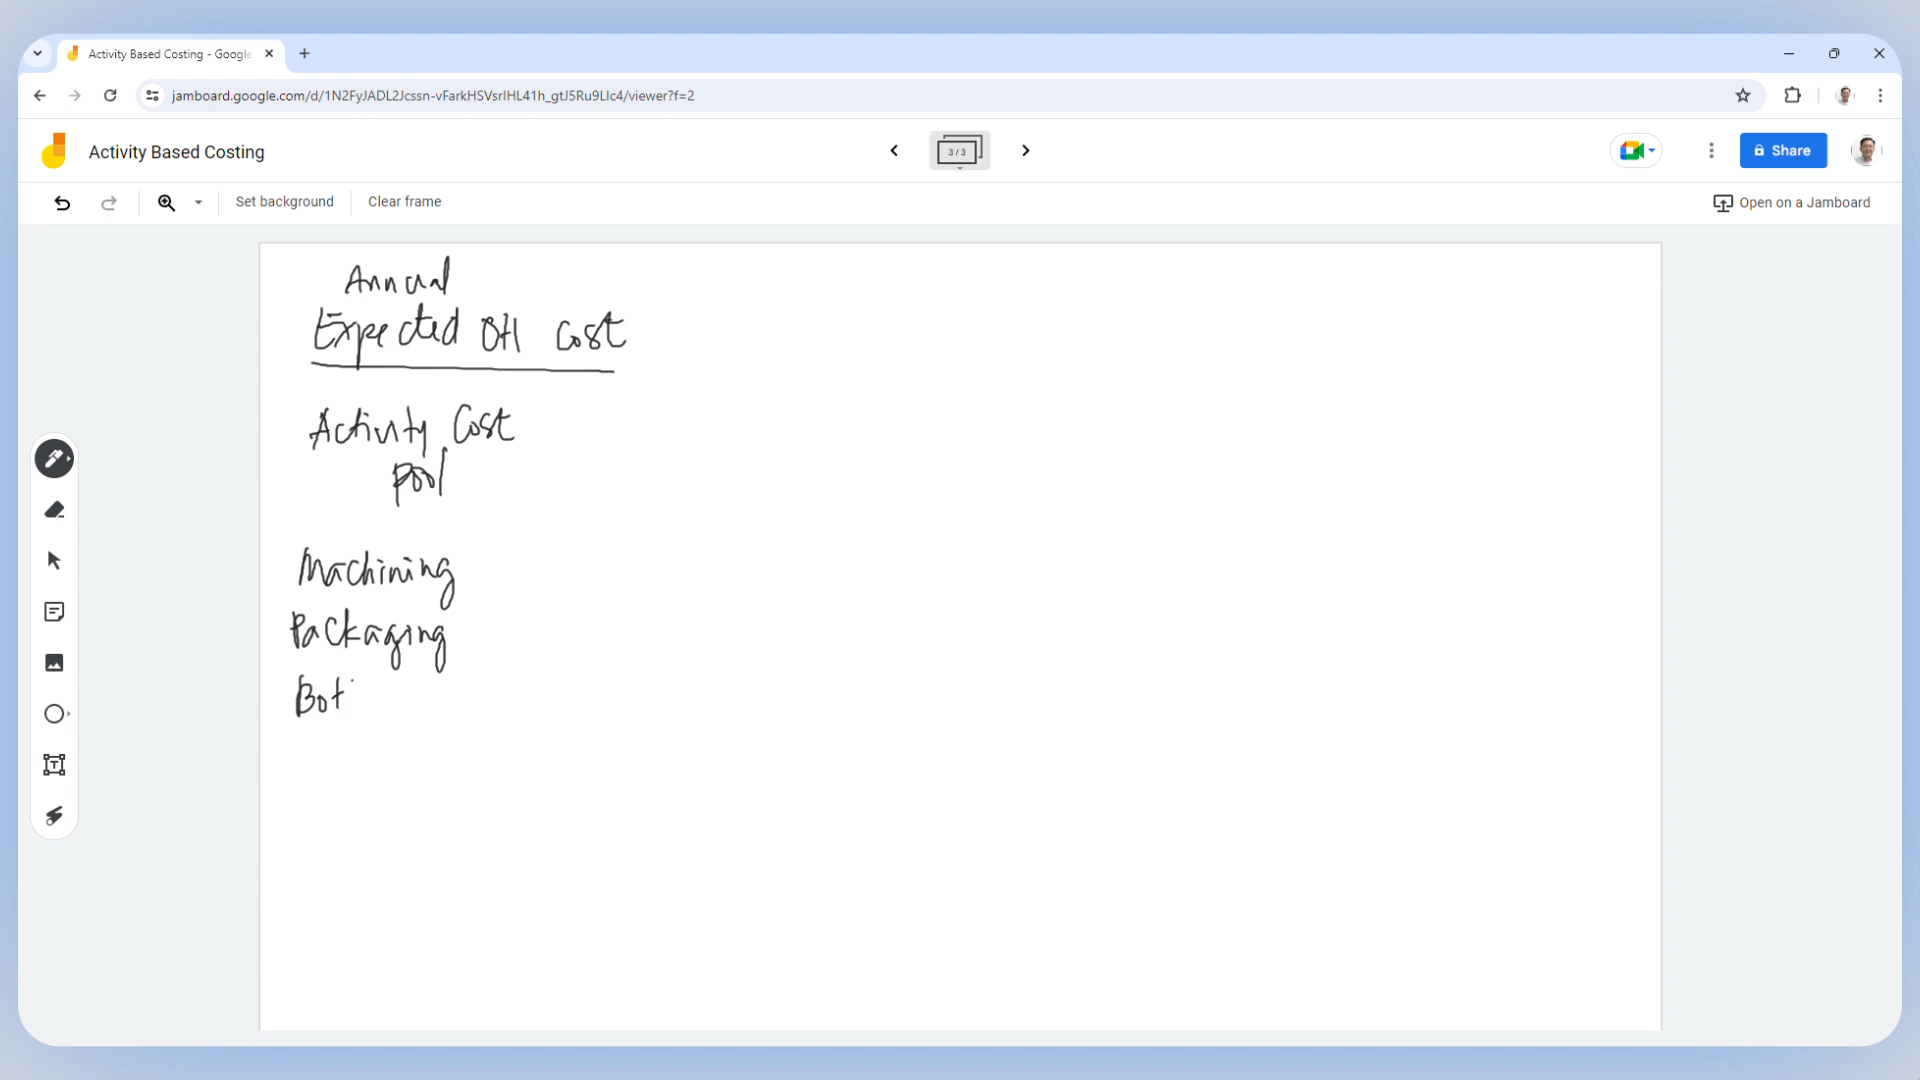 Activity Based Costing - Google
jamboard.google.com/d/1N2FyJADL2Jcssn-vFarkHSVsrIHL41h_gtJ5Ru9LIc4/viewer?f=2
Activity Based Costing
3 / 3
Share
Set background
Clear frame
Open on a Jamboard
Annual
Expected OH Cost
Activity Cost
Pool
Machining
Packaging
Bot